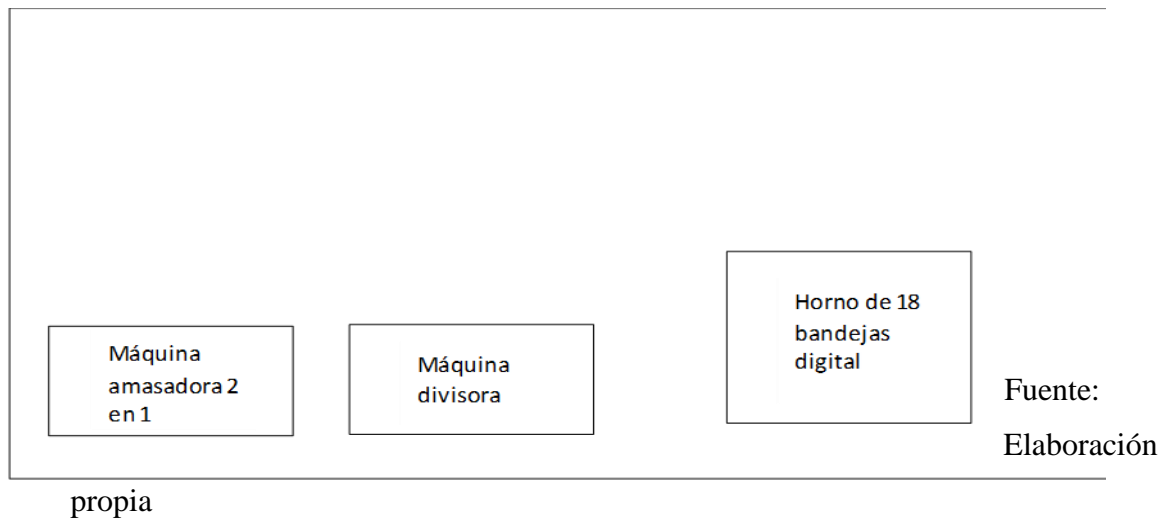 Máquina
amasadora 2
en 1
Máquina
divisora
Horno de 18
bandejas
digital
Fuente:
Elaboración
propia